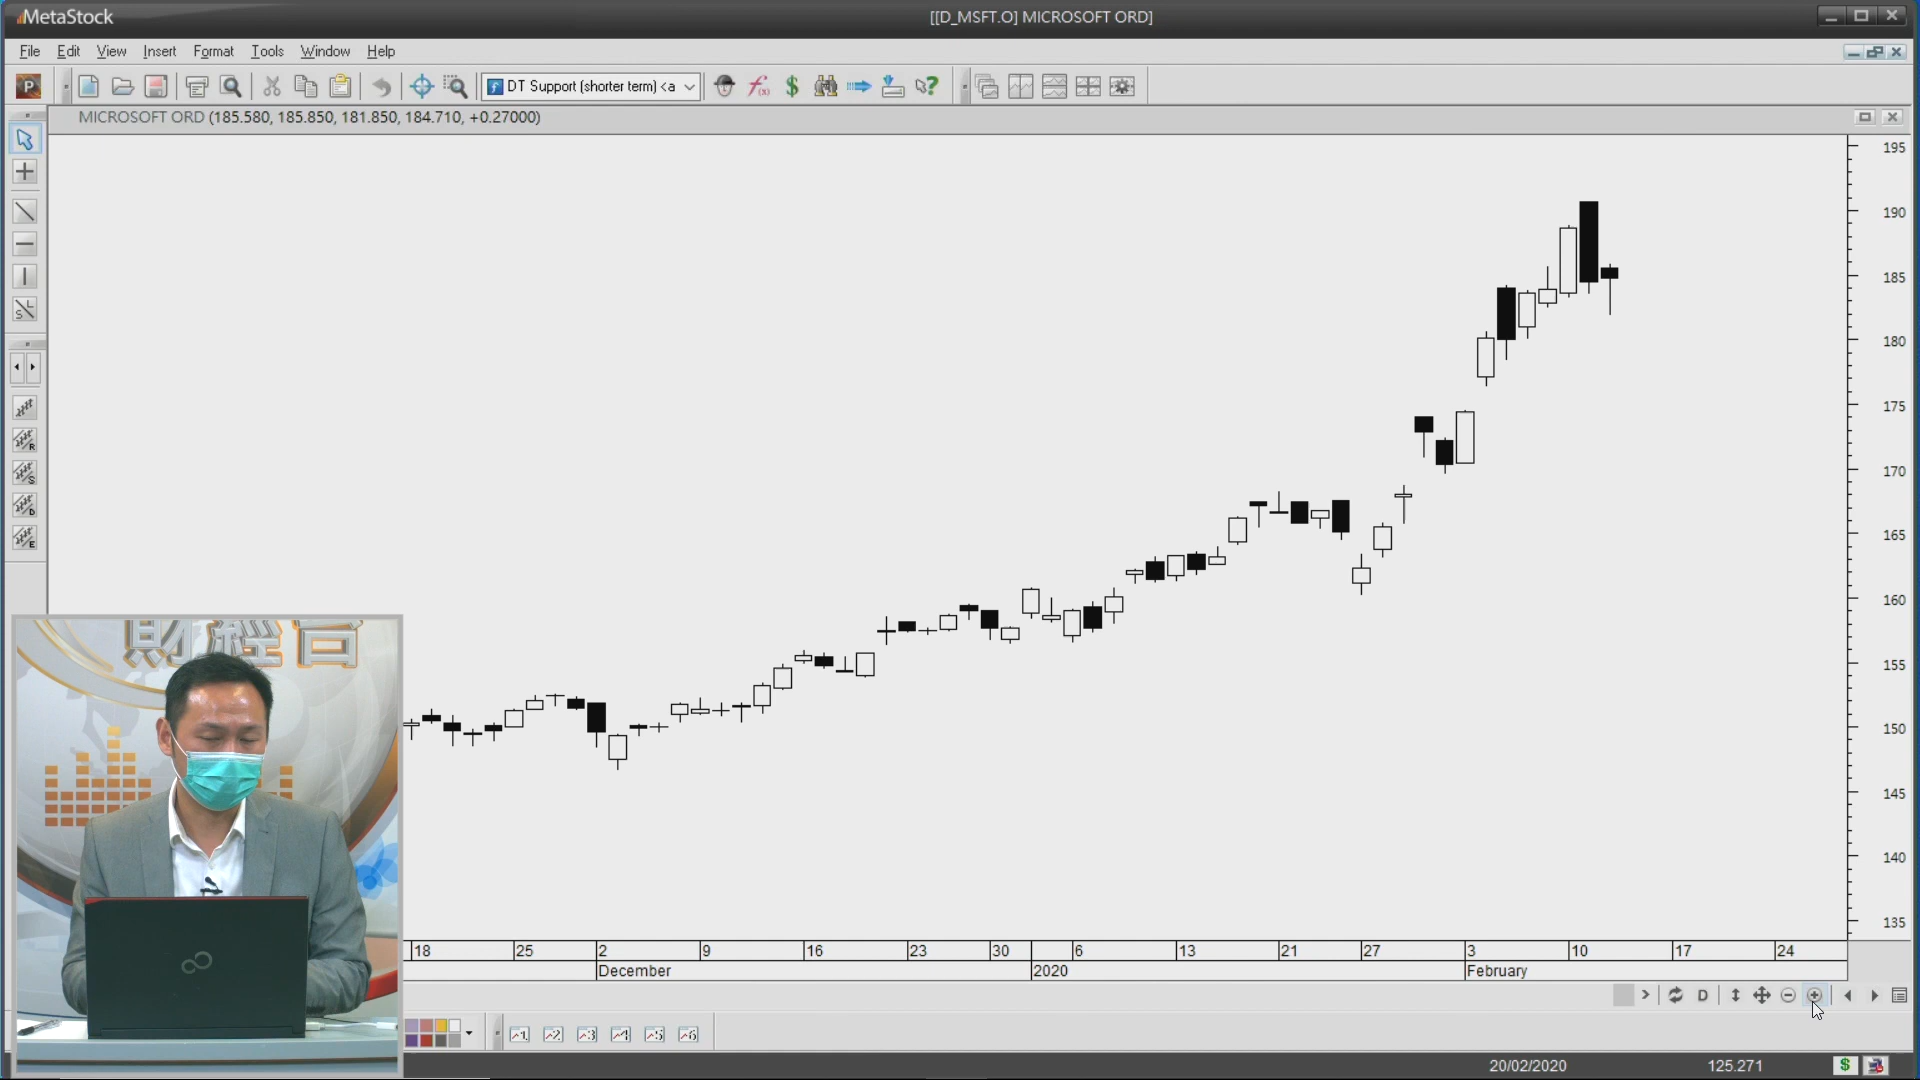 MetaStock
[[D_MSFT.O] MICROSOFT ORD]
File Edit View Insert Format Tools Window Help
DT Support (shorter term) <a
MICROSOFT ORD (185.580, 185.850, 181.850, 184.710, +0.27000)
195
190
185
180
175
170
165
160
155
150
145
140
135
財經台
18 25 2 9 16 23 30 6 13 21 27 3 10 17 24
December 2020 February
D
20/02/2020 125.271